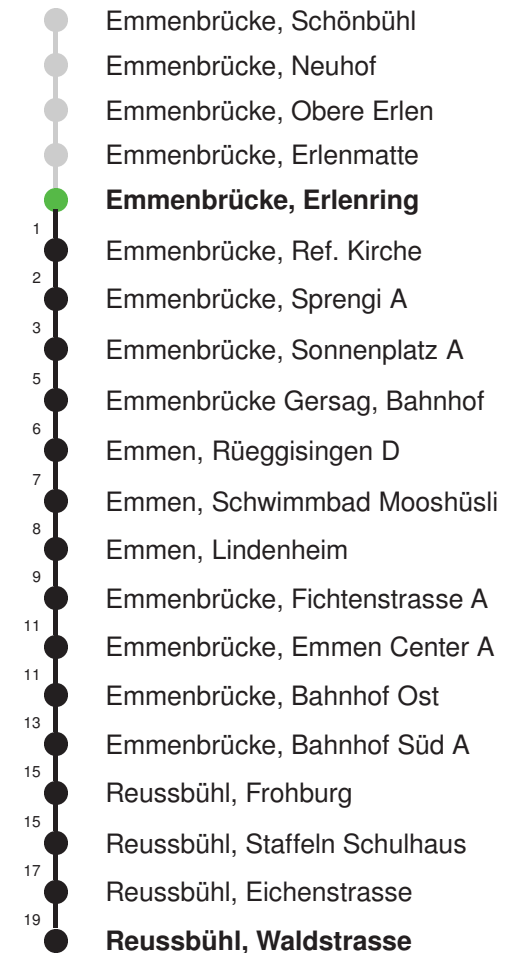 Emmenbrücke, Schönbühl
Emmenbrücke, Neuhof
Emmenbrücke, Obere Erlen
Emmenbrücke, Erlenmatte
Emmenbrücke, Erlenring
1 Emmenbrücke, Ref. Kirche
2 Emmenbrücke, Sprengi A
3 Emmenbrücke, Sonnenplatz A
5 Emmenbrücke Gersag, Bahnhof
6 Emmen, Rüeggisingen D
7 Emmen, Schwimmbad Mooshüsli
8 Emmen, Lindenheim
9 Emmenbrücke, Fichtenstrasse A
11 Emmenbrücke, Emmen Center A
11 Emmenbrücke, Bahnhof Ost
13 Emmenbrücke, Bahnhof Süd A
15 Reussbühl, Frohburg
15 Reussbühl, Staffeln Schulhaus
17 Reussbühl, Eichenstrasse
19 Reussbühl, Waldstrasse